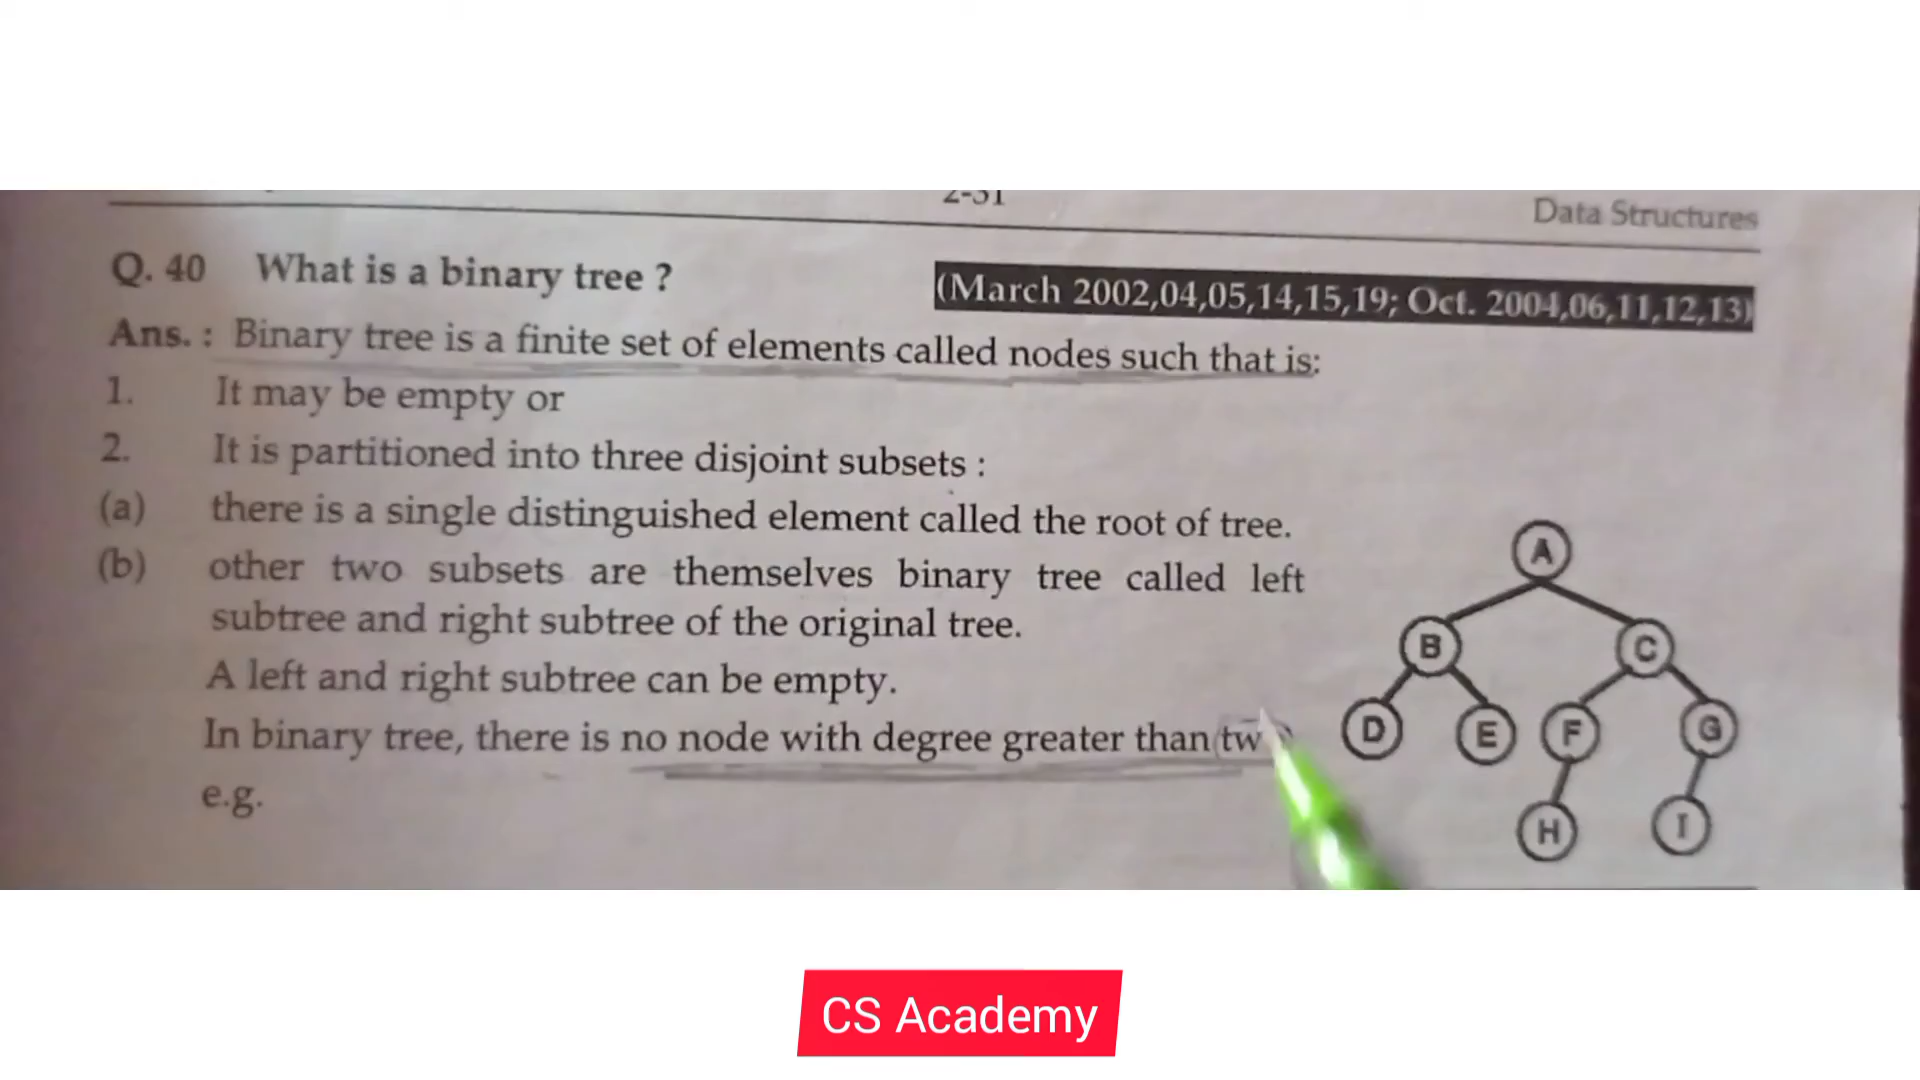 Data Structures
Q. 40 What is a binary tree ? (March 2002,04,05,14,15,19; Oct. 2004,06,11,12,13)
Ans. : Binary tree is a finite set of elements called nodes such that is:
1. It may be empty or
2. It is partitioned into three disjoint subsets :
(a) there is a single distinguished element called the root of tree.
(b) other two subsets are themselves binary tree called left
subtree and right subtree of the original tree.
A left and right subtree can be empty.
In binary tree, there is no node with degree greater than
e.g.
A
B C
D E F G
H I
CS Academy